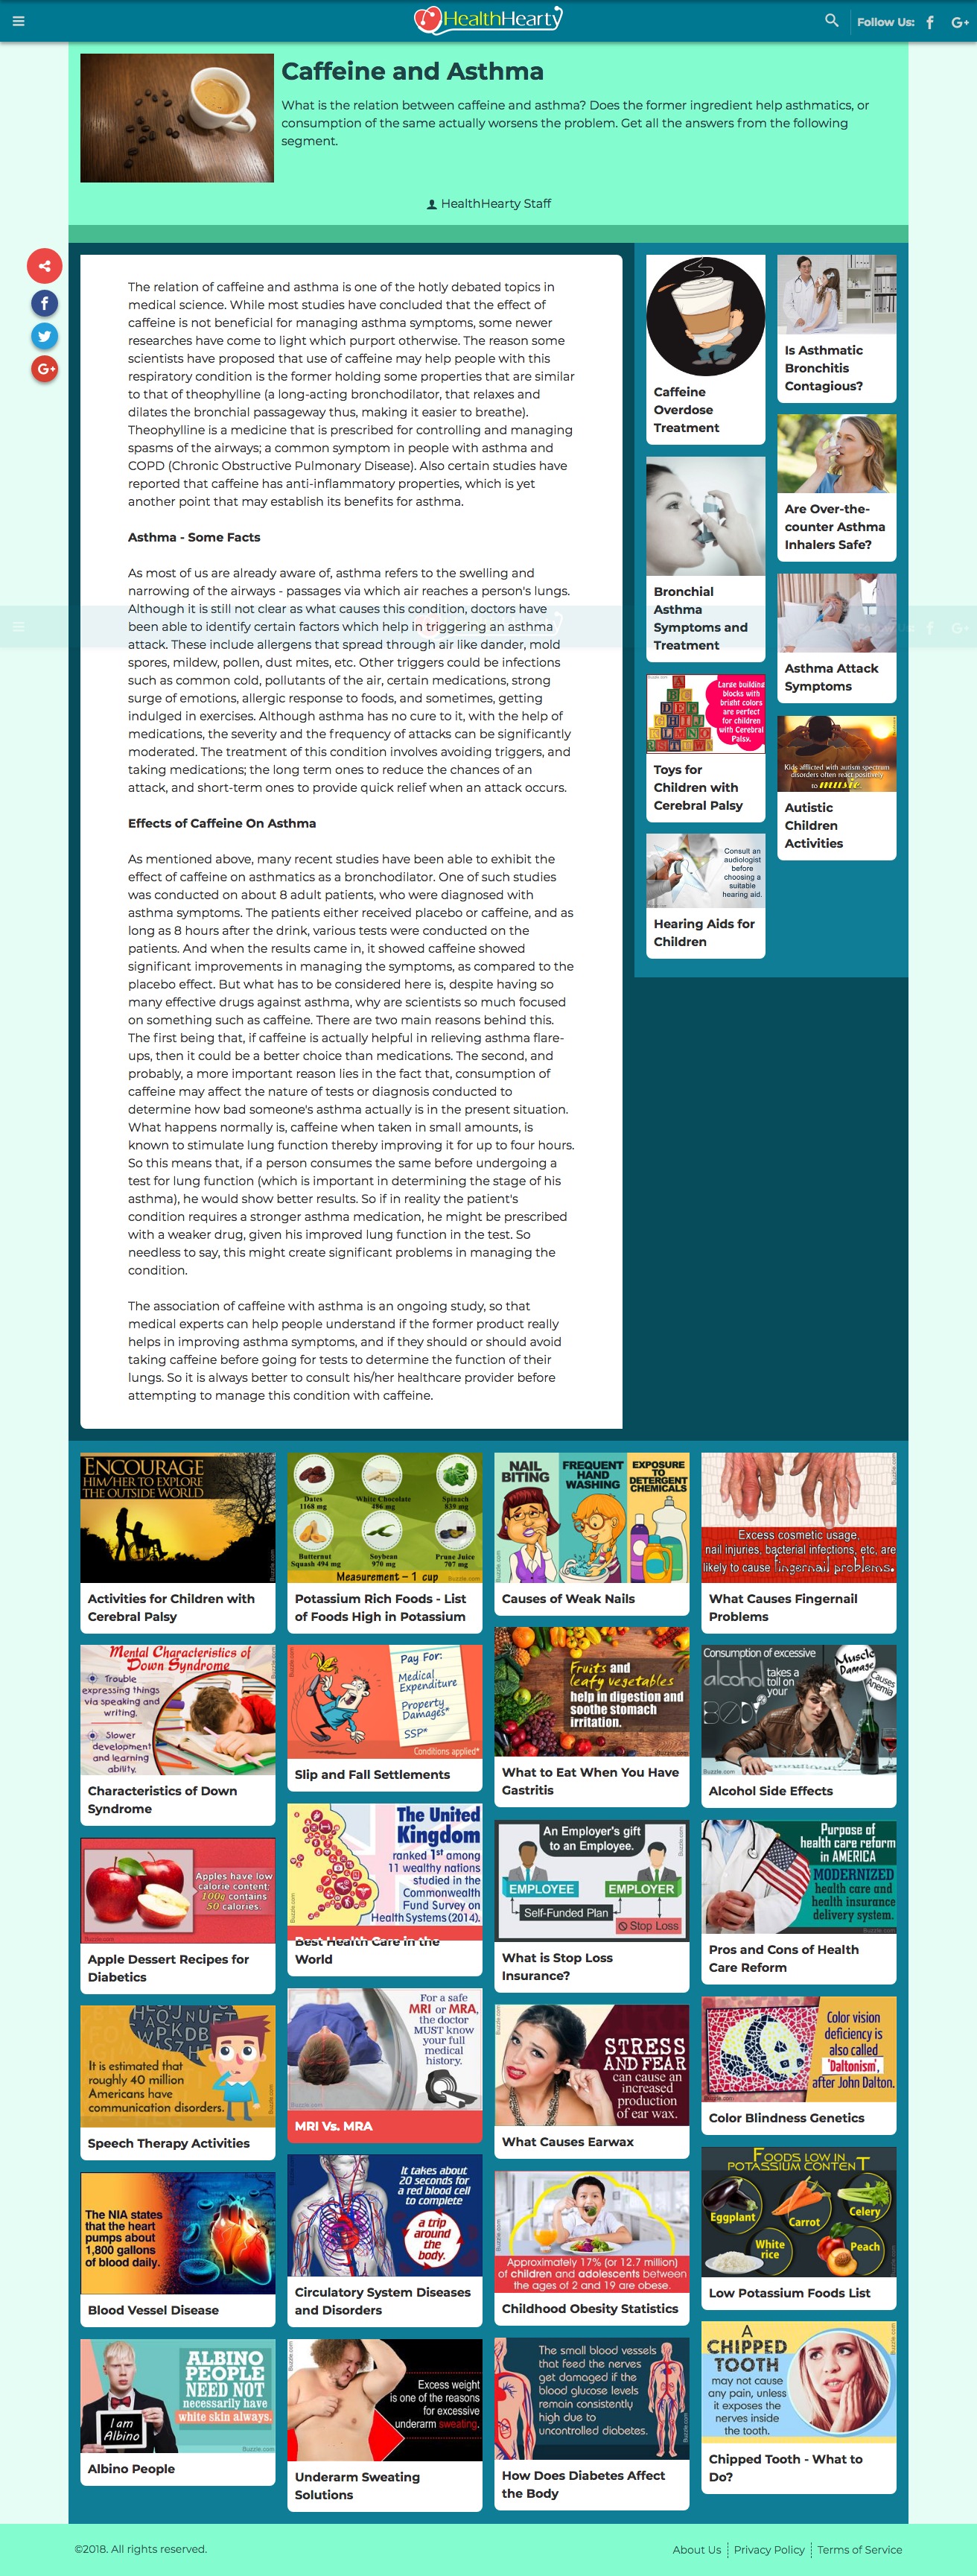 HealthHearty
Follow Us:
Caffeine and Asthma
What is the relation between caffeine and asthma? Does the former ingredient help asthmatics, or
consumption of the same actually worsens the problem. Get all the answers from the following
segment.
HealthHearty Staff
The relation of caffeine and asthma is one of the hotly debated topics in
medical science. While most studies have concluded that the effect of
caffeine is not beneficial for managing asthma symptoms, some newer
researches have come to light which purport otherwise. The reason some
scientists have proposed that use of caffeine may help people with this
respiratory condition is the former holding some properties that are similar
to that of theophylline (a long-acting bronchodilator, that relaxes and
dilates the bronchial passageway thus, making it easier to breathe).
Theophylline is a medicine that is prescribed for controlling and managing
spasms of the airways; a common symptom in people with asthma and
COPD (Chronic Obstructive Pulmonary Disease). Also certain studies have
reported that caffeine has anti-inflammatory properties, which is yet
another point that may establish its benefits for asthma.
Asthma - Some Facts
As most of us are already aware of, asthma refers to the swelling and
narrowing of the airways - passages via which air reaches a person's lungs.
Although it is still not clear as what causes this condition, doctors have
been able to identify certain factors which help in triggering an asthma
attack. These include allergens that spread through air like dander, mold
spores, mildew, pollen, dust mites, etc. Other triggers could be infections
such as common cold, pollutants of the air, certain medications, strong
surge of emotions, allergic response to foods, and sometimes, getting
indulged in exercises. Although asthma has no cure to it, with the help of
medications, the severity and the frequency of attacks can be significantly
moderated. The treatment of this condition involves avoiding triggers, and
taking medications; the long term ones to reduce the chances of an
attack, and short-term ones to provide quick relief when an attack occurs.
Effects of Caffeine On Asthma
As mentioned above, many recent studies have been able to exhibit the
effect of caffeine on asthmatics as a bronchodilator. One of such studies
was conducted on about 8 adult patients, who were diagnosed with
asthma symptoms. The patients either received placebo or caffeine, and as
long as 8 hours after the drink, various tests were conducted on the
patients. And when the results came in, it showed caffeine showed
significant improvements in managing the symptoms, as compared to the
placebo effect. But what has to be considered here is, despite having so
many effective drugs against asthma, why are scientists so much focused
on something such as caffeine. There are two main reasons behind this.
The first being that, if caffeine is actually helpful in relieving asthma flare-
ups, then it could be a better choice than medications. The second, and
probably, a more important reason lies in the fact that, consumption of
caffeine may affect the nature of tests or diagnosis conducted to
determine how bad someone's asthma actually is in the present situation.
What happens normally is, caffeine when taken in small amounts, is
known to stimulate lung function thereby improving it for up to four hours.
So this means that, if a person consumes the same before undergoing a
test for lung function (which is important in determining the stage of his
asthma), he would show better results. So if in reality the patient's
condition requires a stronger asthma medication, he might be prescribed
with a weaker drug, given his improved lung function in the test. So
needless to say, this might create significant problems in managing the
condition.
The association of caffeine with asthma is an ongoing study, so that
medical experts can help people understand if the former product really
helps in improving asthma symptoms, and if they should or should avoid
taking caffeine before going for tests to determine the function of their
lungs. So it is always better to consult his/her healthcare provider before
attempting to manage this condition with caffeine.
Caffeine
Overdose
Treatment
Bronchial
Asthma
Symptoms and
Treatment
Large building
blocks with
bright colors
are perfect
for children
with Cerebral
Palsy.
Toys for
Children with
Cerebral Palsy
Consult an
audiologist
before
choosing a
suitable
hearing aid.
Hearing Aids for
Children
Is Asthmatic
Bronchitis
Contagious?
Are Over-the-
counter Asthma
Inhalers Safe?
Asthma Attack
Symptoms
Kids afflicted with autism spectrum
disorders often react positively
to music.
Autistic
Children
Activities
ENCOURAGE
HIM/HER TO EXPLORE
THE OUTSIDE WORLD
Activities for Children with
Cerebral Palsy
Mental Characteristics of
Down Syndrome
Trouble
expressing things
via speaking and
writing.
Slower
development
and learning
ability.
Characteristics of Down
Syndrome
Apples have low
calorie content:
100g contains
50 calories.
Apple Dessert Recipes for
Diabetics
It is estimated that
roughly 40 million
Americans have
communication disorders.
Speech Therapy Activities
The NIA states
that the heart
pumps about
1,800 gallons
of blood daily.
Blood Vessel Disease
ALBINO
PEOPLE
NEED NOT
necessarily have
white skin always.
I am
Albino
Buzzle.com
Albino People
Dates
1168 mg
White Chocolate
486 mg
Spinach
839 mg
Butternut
Squash 494 mg
Soybean
970 mg
Prune Juice
707 mg
Measurement – 1 cup
Buzzle.com
Potassium Rich Foods - List
of Foods High in Potassium
Pay For:
Medical
Expenditure
Property
Damages*
SSP*
Conditions applied*
Slip and Fall Settlements
The United
Kingdom
ranked 1st among
11 wealthy nations
studied in the
Commonwealth
Fund Survey on
Health Systems (2014).
Best Health Care in the
World
For a safe
MRI or MRA,
the doctor
MUST know
your full
medical
history.
MRI Vs. MRA
It takes about
20 seconds for
a red blood cell
to complete
a trip
around
the
body.
Circulatory System Diseases
and Disorders
Excess weight
is one of the reasons
for excessive
underarm sweating.
Underarm Sweating
Solutions
NAIL
BITING
FREQUENT
HAND
WASHING
EXPOSURE
TO
DETERGENT
CHEMICALS
Causes of Weak Nails
Fruits and
leafy vegetables
help in digestion and
soothe stomach
irritation.
What to Eat When You Have
Gastritis
An Employer's gift
to an Employee.
EMPLOYEE
EMPLOYER
Self-Funded Plan
Stop Loss
What is Stop Loss
Insurance?
STRESS
AND FEAR
can cause an
increased
production
of ear wax.
What Causes Earwax
Approximately 17% (or 12.7 million)
of children and adolescents between
the ages of 2 and 19 are obese.
Childhood Obesity Statistics
The small blood vessels
that feed the nerves
get damaged if the
blood glucose levels
remain consistently
high due to
uncontrolled diabetes.
How Does Diabetes Affect
the Body
Excess cosmetic usage,
nail injuries, bacterial infections, etc, are
likely to cause fingernail problems.
What Causes Fingernail
Problems
Consumption of excessive
alcohol takes a
toll on
your
BODY
Muscle
Damage
Causes
Anemia
Buzzle.com
Alcohol Side Effects
Purpose of
health care reform
in AMERICA
MODERNIZED
health care and
health insurance
delivery system.
Pros and Cons of Health
Care Reform
Color vision
deficiency is
also called
'Daltonism',
after John Dalton.
Color Blindness Genetics
FOODS LOW IN
POTASSIUM CONTENT
Eggplant
Carrot
Celery
White
rice
Peach
Low Potassium Foods List
A
CHIPPED
TOOTH
may not cause
any pain, unless
it exposes the
nerves inside
the tooth.
Chipped Tooth - What to
Do?
©2018. All rights reserved.
About Us
Privacy Policy
Terms of Service